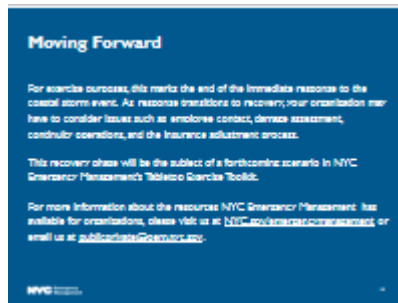 Moving Forward
For exercise purposes, this marks the end of the immediate response to the
coastal storm event. As response transitions to recovery, your organization may
have to consider issues such as employee contact, damage assessment,
continuity operations, and the insurance adjustment process.
This recovery phase will be the subject of a forthcoming scenario in NYC
Emergency Management's Tabletop Exercise Toolkit.
For more information about the resources NYC Emergency Management has
available for organizations, please visit us at NYC.gov/emergencymanagement or
email us at
NYC Emergency
Management